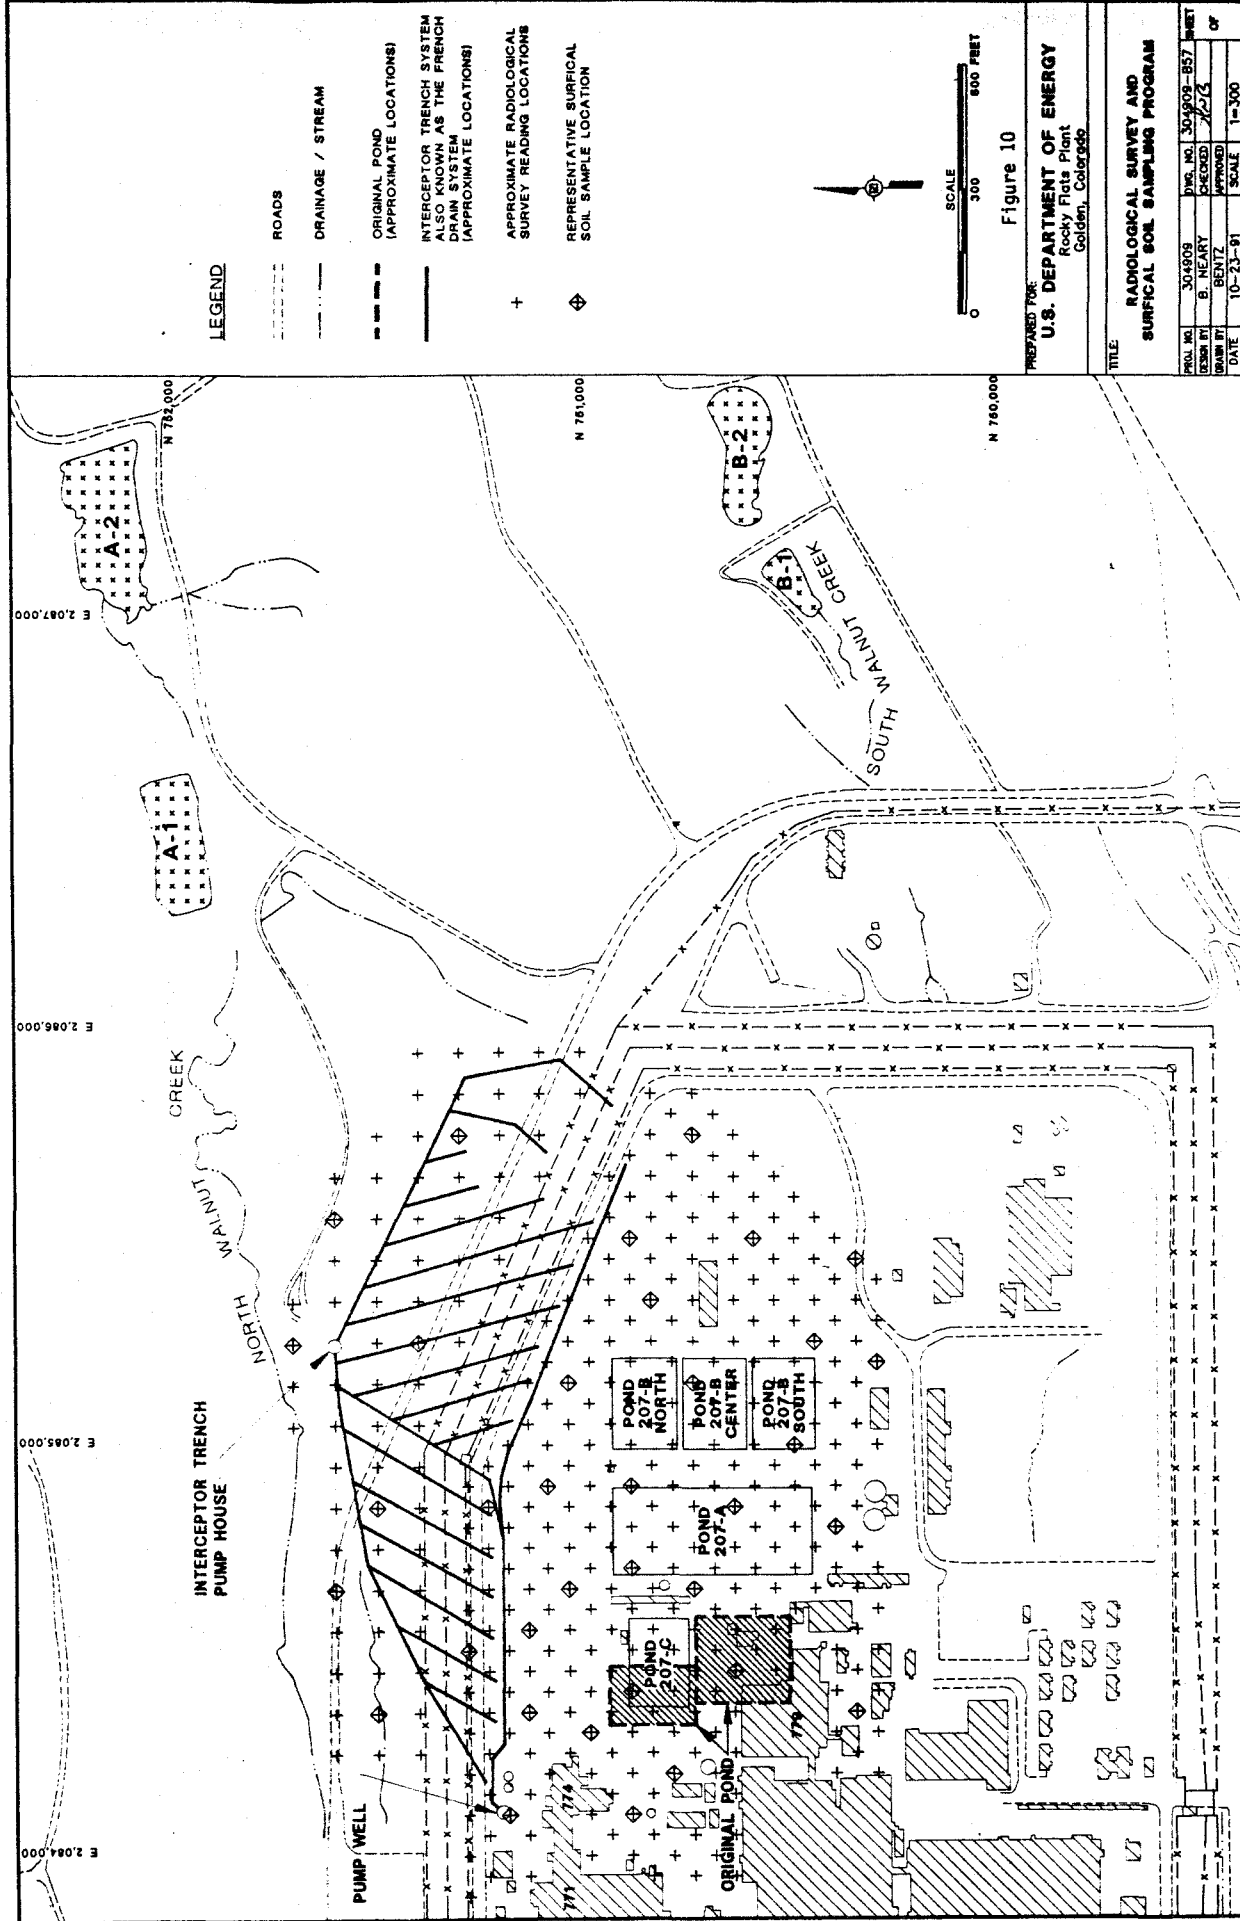 LEGEND
ROADS
DRAINAGE / STREAM
ORIGINAL POND
(APPROXIMATE LOCATIONS)
INTERCEPTOR TRENCH SYSTEM
ALSO KNOWN AS THE FRENCH
DRAIN SYSTEM
(APPROXIMATE LOCATIONS)
APPROXIMATE RADIOLOGICAL
SURVEY READING LOCATIONS
REPRESENTATIVE SURFICAL
SOIL SAMPLE LOCATION
SCALE
0 300 600 FEET
Figure 10
PREPARED FOR:
U.S. DEPARTMENT OF ENERGY
Rocky Flats Plant
Golden, Colorado
TITLE:
RADIOLOGICAL SURVEY AND
SURFICAL SOIL SAMPLING PROGRAM
PROJ. NO. 304909 DWG. NO. 304909-B57 SHEET
DESIGN BY B. NEARY CHECKED OF
DRAWN BY BENTZ APPROVED
DATE 10-23-91 SCALE 1=300
E 2,084,000
E 2,085,000
E 2,086,000
E 2,087,000
N 752,000
N 751,000
N 750,000
INTERCEPTOR TRENCH
PUMP HOUSE
PUMP WELL
NORTH WALNUT CREEK
A-1
A-2
B-1
B-2
SOUTH WALNUT CREEK
POND
207-B
NORTH
POND
207-B
CENTER
POND
207-B
SOUTH
POND
207-A
POND
207-C
ORIGINAL POND
771
774
779